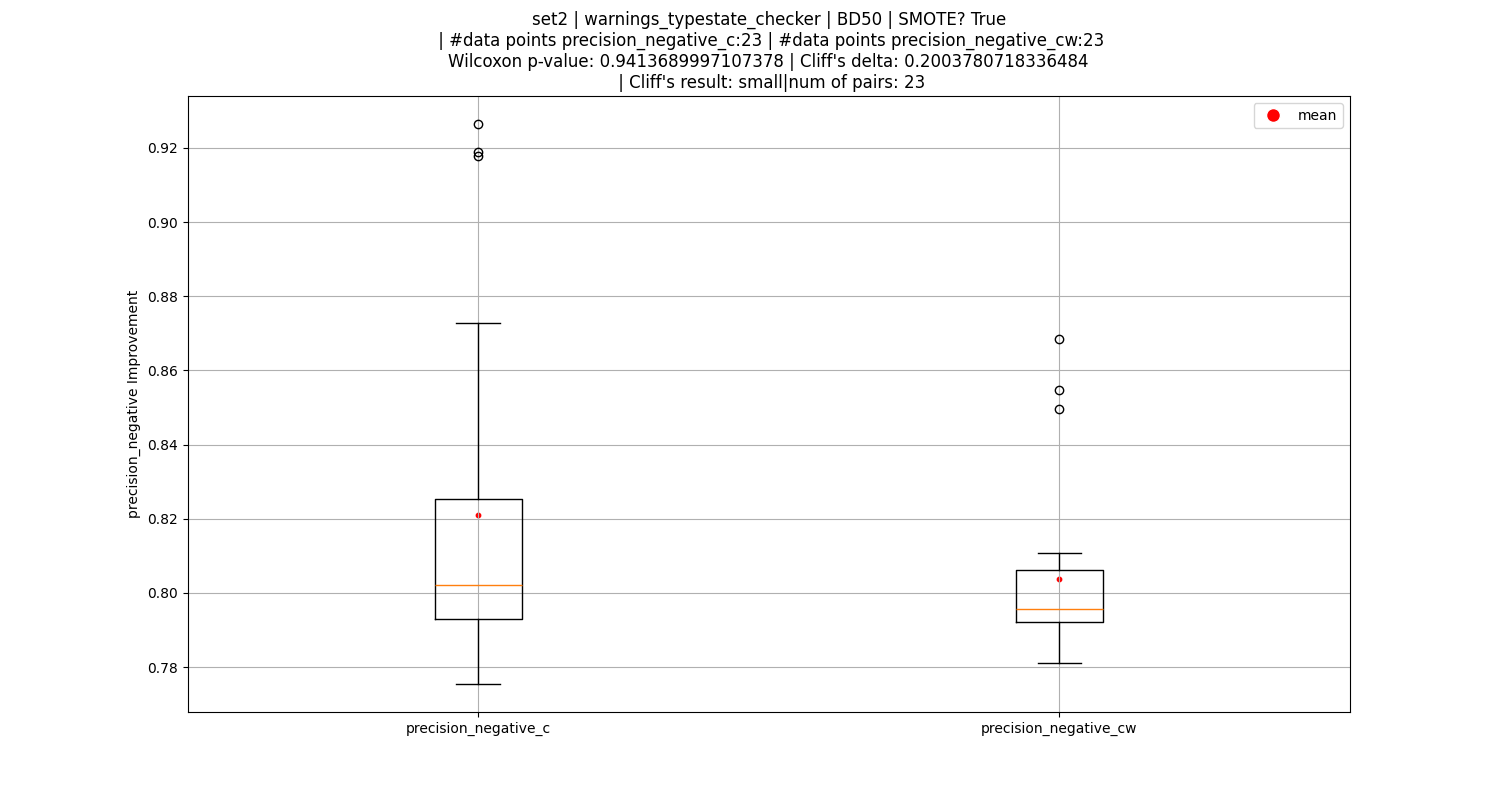 set2 | warnings_typestate_checker | BD50 | SMOTE? True
| #data points precision_negative_c:23 | #data points precision_negative_cw:23
Wilcoxon p-value: 0.9413689997107378 | Cliff's delta: 0.2003780718336484
| Cliff's result: small|num of pairs: 23
mean
precision_negative Improvement
0.92
0.90
0.88
0.86
0.84
0.82
0.80
0.78
precision_negative_c
precision_negative_cw